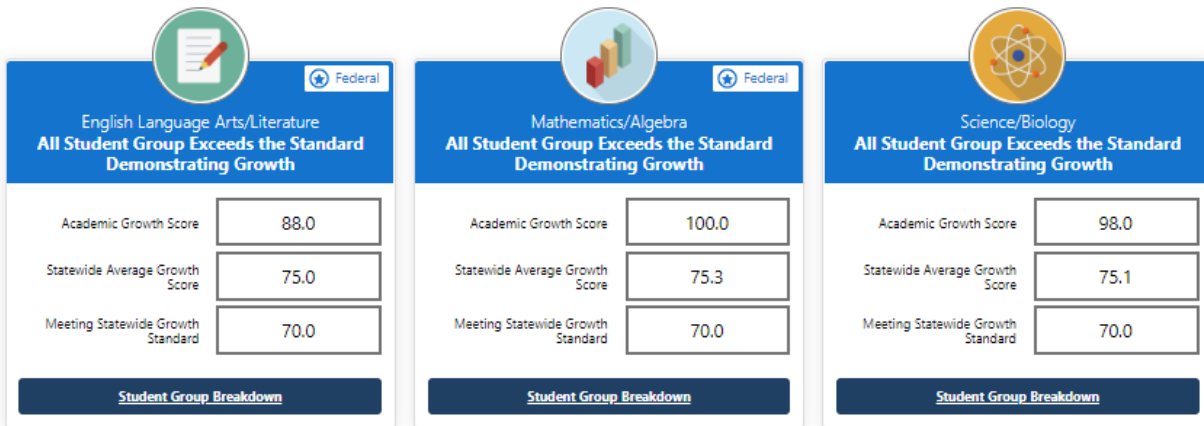 Federal
English Language Arts/Literature
All Student Group Exceeds the Standard
Demonstrating Growth
Academic Growth Score
88.0
Statewide Average Growth
Score
75.0
Meeting Statewide Growth
Standard
70.0
Student Group Breakdown
Federal
Mathematics/Algebra
All Student Group Exceeds the Standard
Demonstrating Growth
Academic Growth Score
100.0
Statewide Average Growth
Score
75.3
Meeting Statewide Growth
Standard
70.0
Student Group Breakdown
Science/Biology
All Student Group Exceeds the Standard
Demonstrating Growth
Academic Growth Score
98.0
Statewide Average Growth
Score
75.1
Meeting Statewide Growth
Standard
70.0
Student Group Breakdown